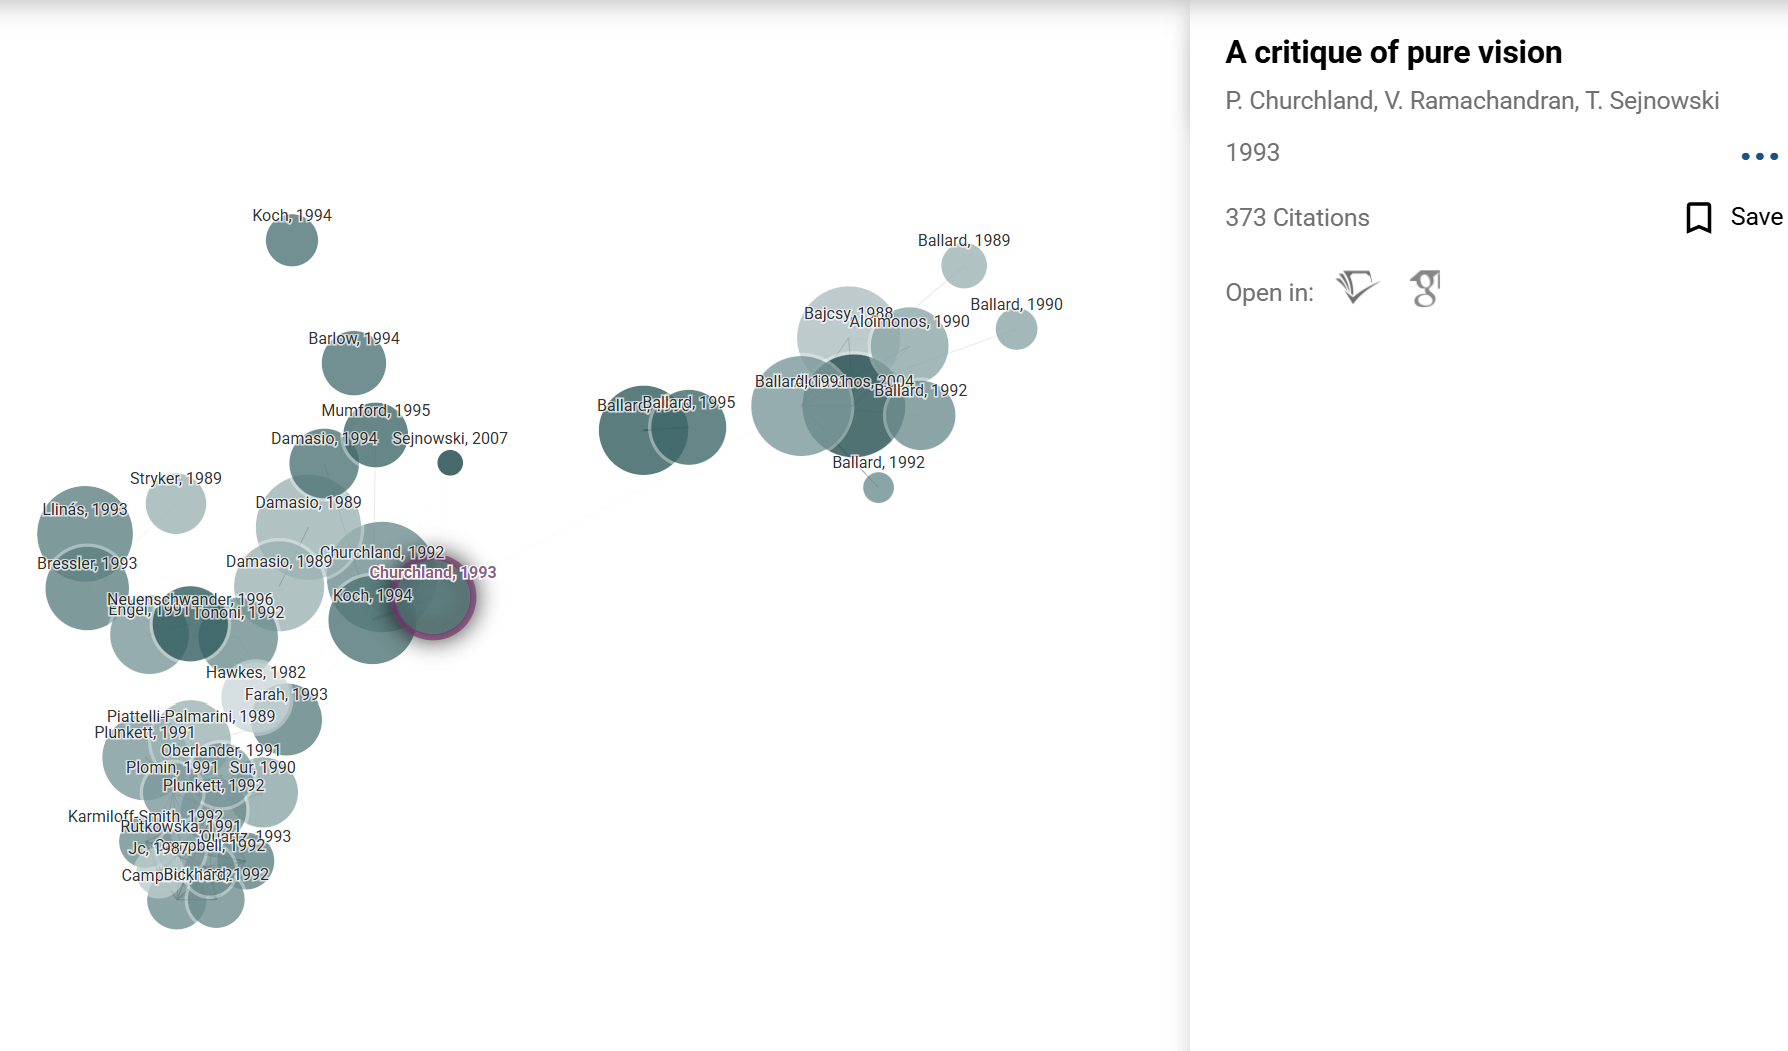 Koch, 1994
Ballard, 1989
Ballard, 1990
Bajcsy, 1988
Aloimonos, 1990
Barlow, 1994
Ballard, 1991
nos, 2004
Ballard, 1992
Ballard, 1995
Mumford, 1995
Damasio, 1994
Sejnowski, 2007
Ballard, 1992
Stryker, 1989
Damasio, 1989
Llinás, 1993
Churchland, 1992
Bressler, 1993
Damasio, 1989
Churchland, 1993
Koch, 1994
Neuenschwander, 1996
Engel, 1991
Tononi, 1992
Hawkes, 1982
Farah, 1993
Piattelli-Palmarini, 1989
Plunkett, 1991
Oberlander, 1991
Plomin, 1991
Sur, 1990
Plunkett, 1992
Karmiloff-Smith, 1992
Rutkowska, 1991
Quartz, 1993
Campbell, 1992
Jc, 1987
Bickhard, 1992
A critique of pure vision
P. Churchland, V. Ramachandran, T. Sejnowski
1993
373 Citations
Save
Open in: